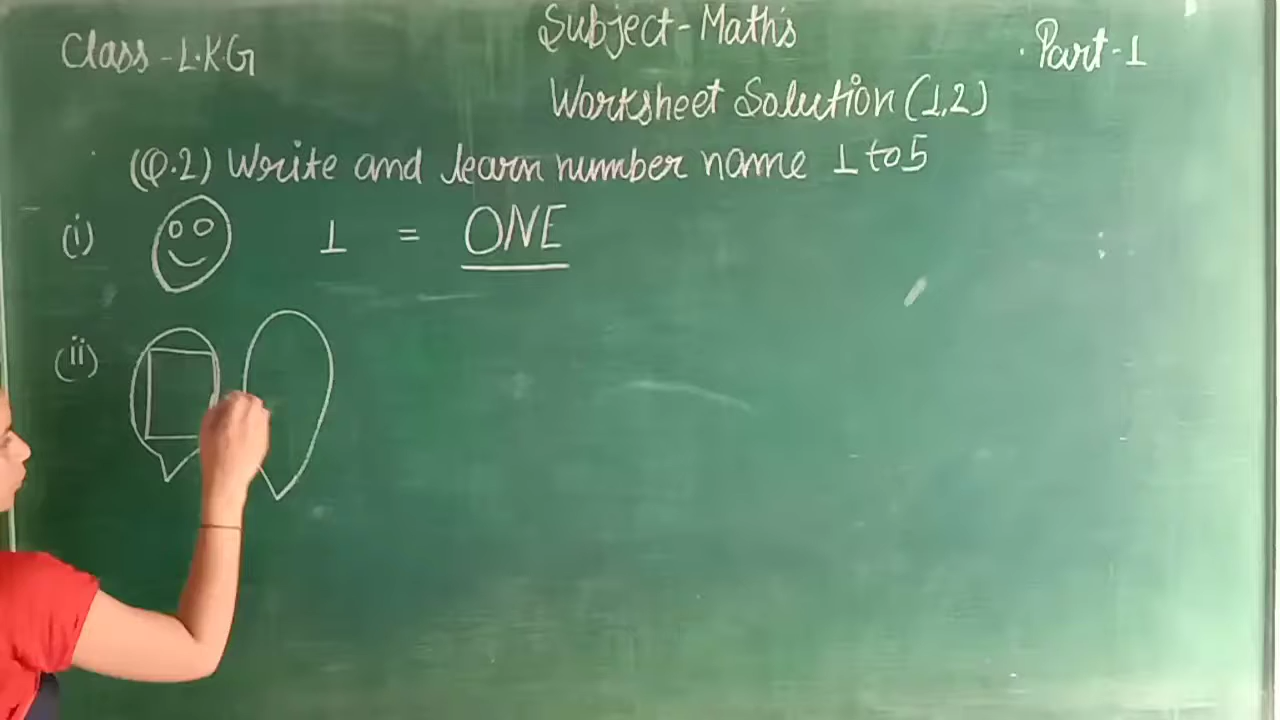 Class - L.K.G
Subject - Maths
Part - 1
Worksheet Solution (1,2)
(Q.2) Write and learn number name 1 to 5
(i) 1 = ONE
(ii)